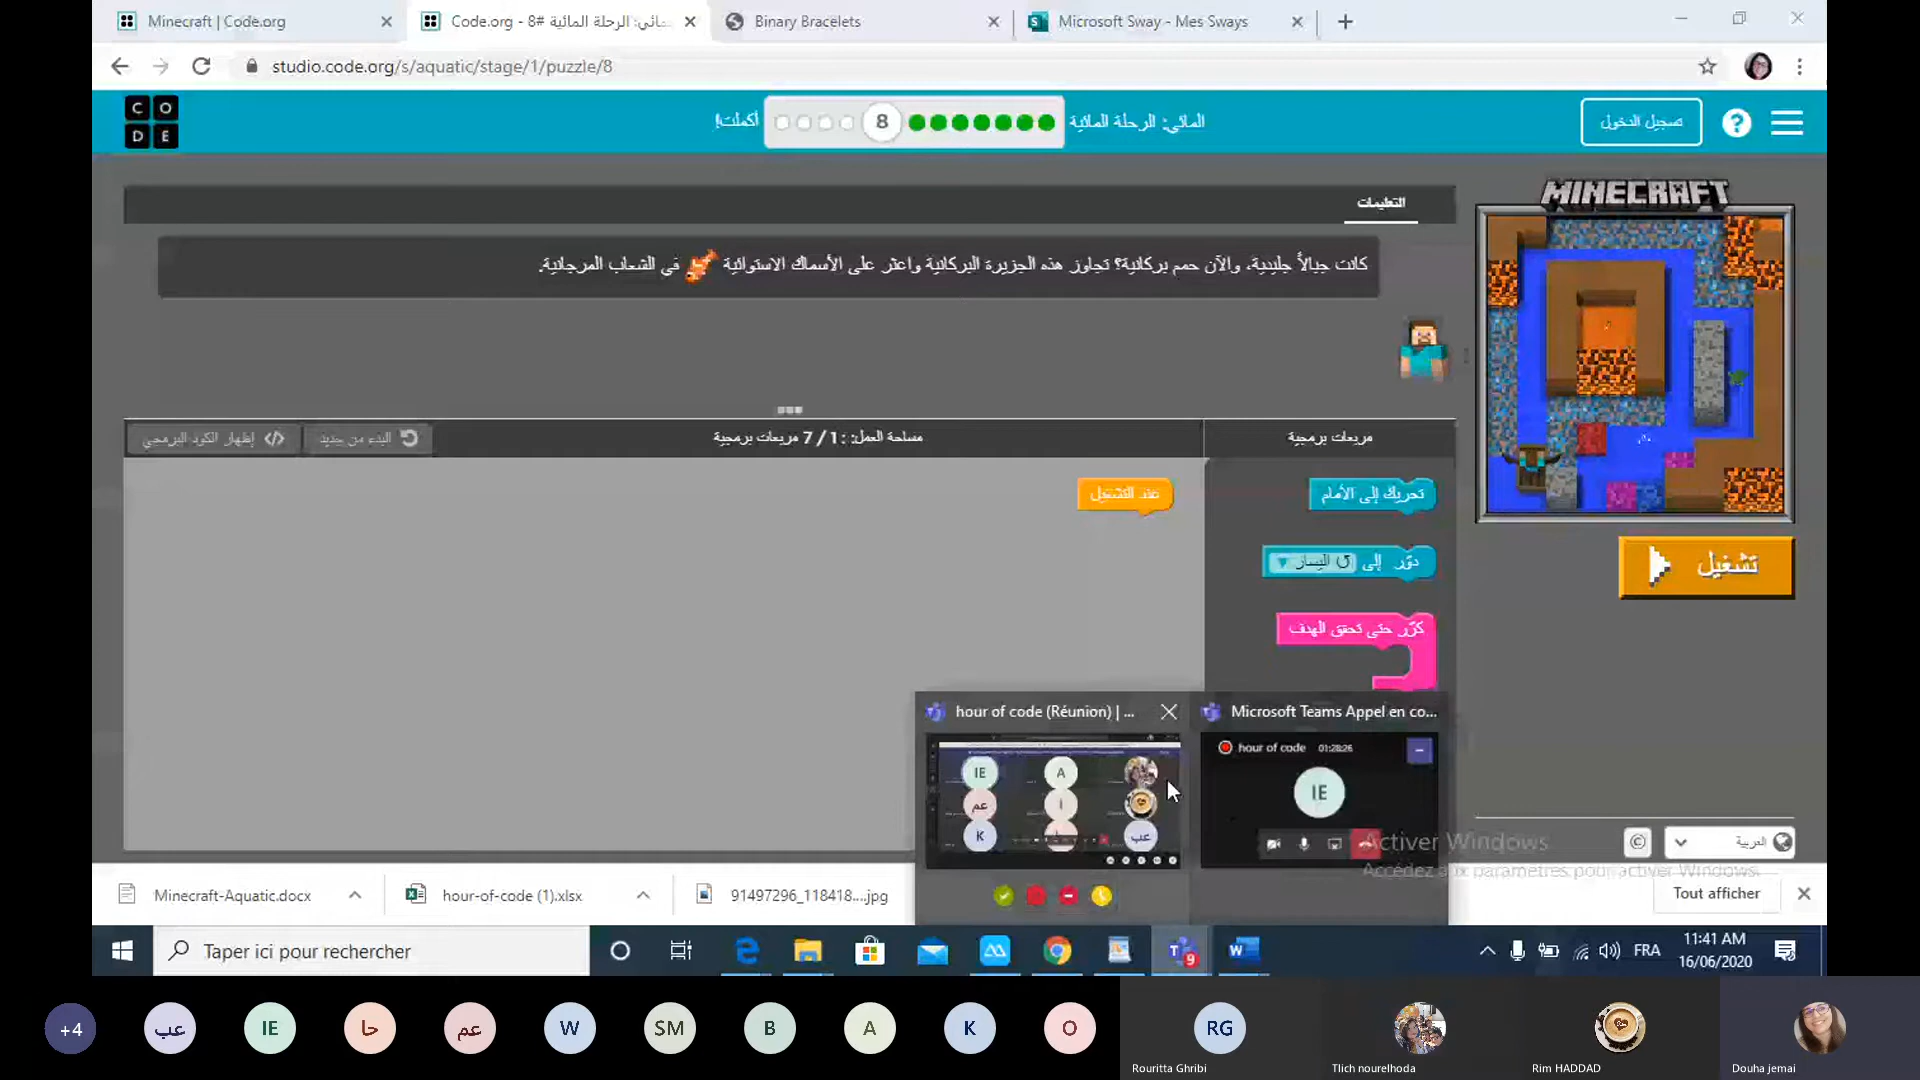 Minecraft | Code.org
Code.org - المائي: الرحلة المائية #8
Binary Bracelets
Microsoft Sway - Mes Sways
studio.code.org/s/aquatic/stage/1/puzzle/8
C O
D E
المائي: الرحلة المائية
8
أكملت!
تسجيل الدخول
?
التعليمات
MINECRAFT
كانت جبالاً جليدية، والآن حمم بركانية؟ تجاوز هذه الجزيرة البركانية واعثر على الأسماك الاستوائية في الشعاب المرجانية.
مربعات برمجية
مساحة العمل: : 1 / 7 مربعات برمجية
البدء من جديد
إظهار الكود البرمجي
عند التشغيل
تحريك إلى الأمام
دوّر إلى اليسار
كرّر حتى تحقق الهدف
تشغيل
hour of code (Réunion) | ...
Microsoft Teams Appel en co...
hour of code 01:28:26
IE
A
عم
I
K
عب
IE
Activer Windows
Accédez aux paramètres pour activer Windows.
العربية
©
Minecraft-Aquatic.docx
hour-of-code (1).xlsx
91497296_118418....jpg
Tout afficher
Taper ici pour rechercher
9
FRA
11:41 AM
16/06/2020
+4
عب
IE
حا
عم
W
SM
B
A
K
O
RG
Rouritta Ghribi
Tlich nourelhoda
Rim HADDAD
Douha jemai